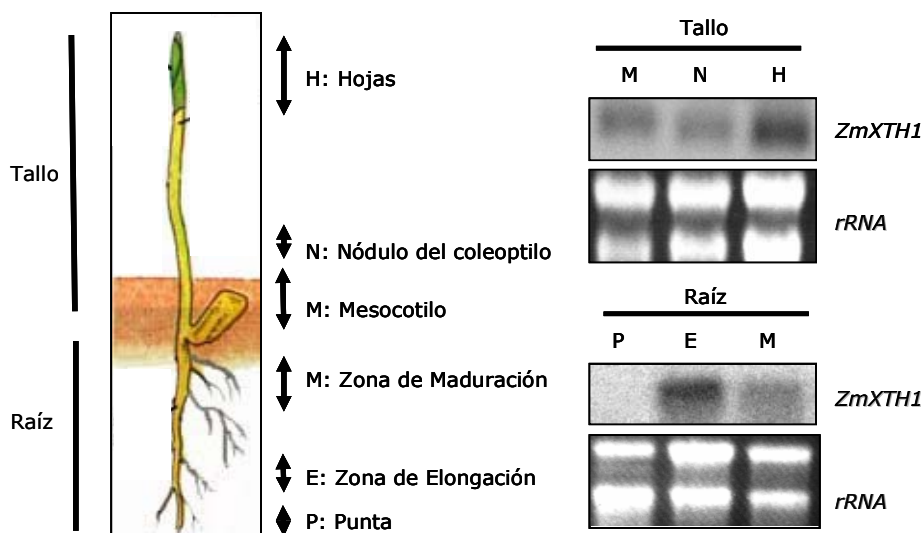 Tallo
Raíz
H: Hojas
N: Nódulo del coleoptilo
M: Mesocotilo
M: Zona de Maduración
E: Zona de Elongación
P: Punta
Tallo
M N H
ZmXTH1
rRNA
Raíz
P E M
ZmXTH1
rRNA